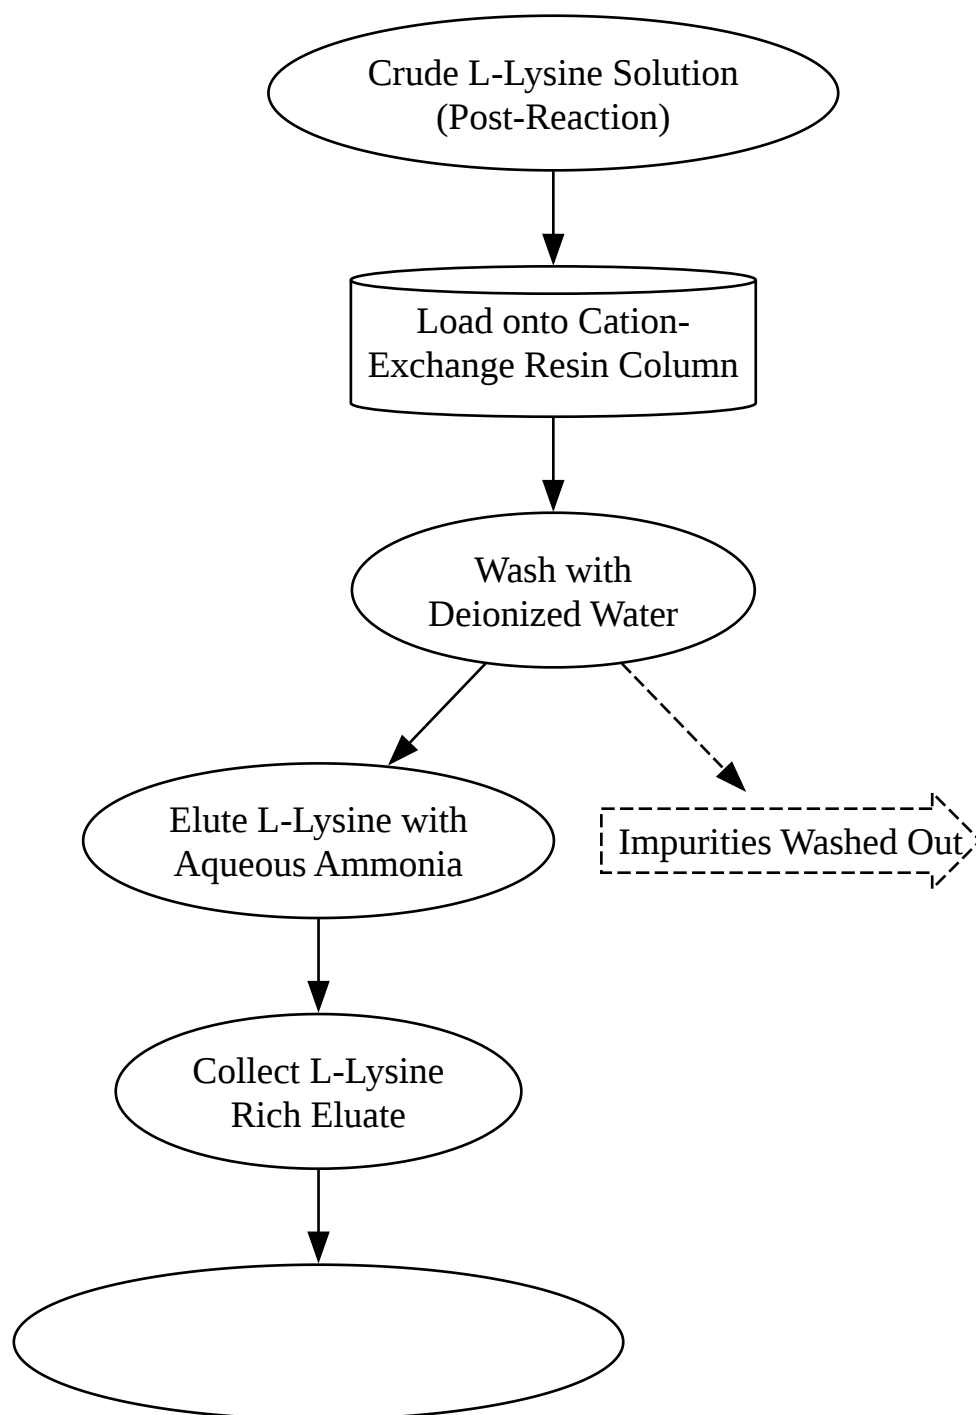 Crude L-Lysine Solution
(Post-Reaction)
Load onto Cation-
Exchange Resin Column
Wash with
Deionized Water
Elute L-Lysine with
Aqueous Ammonia
Impurities Washed Out
Collect L-Lysine
Rich Eluate